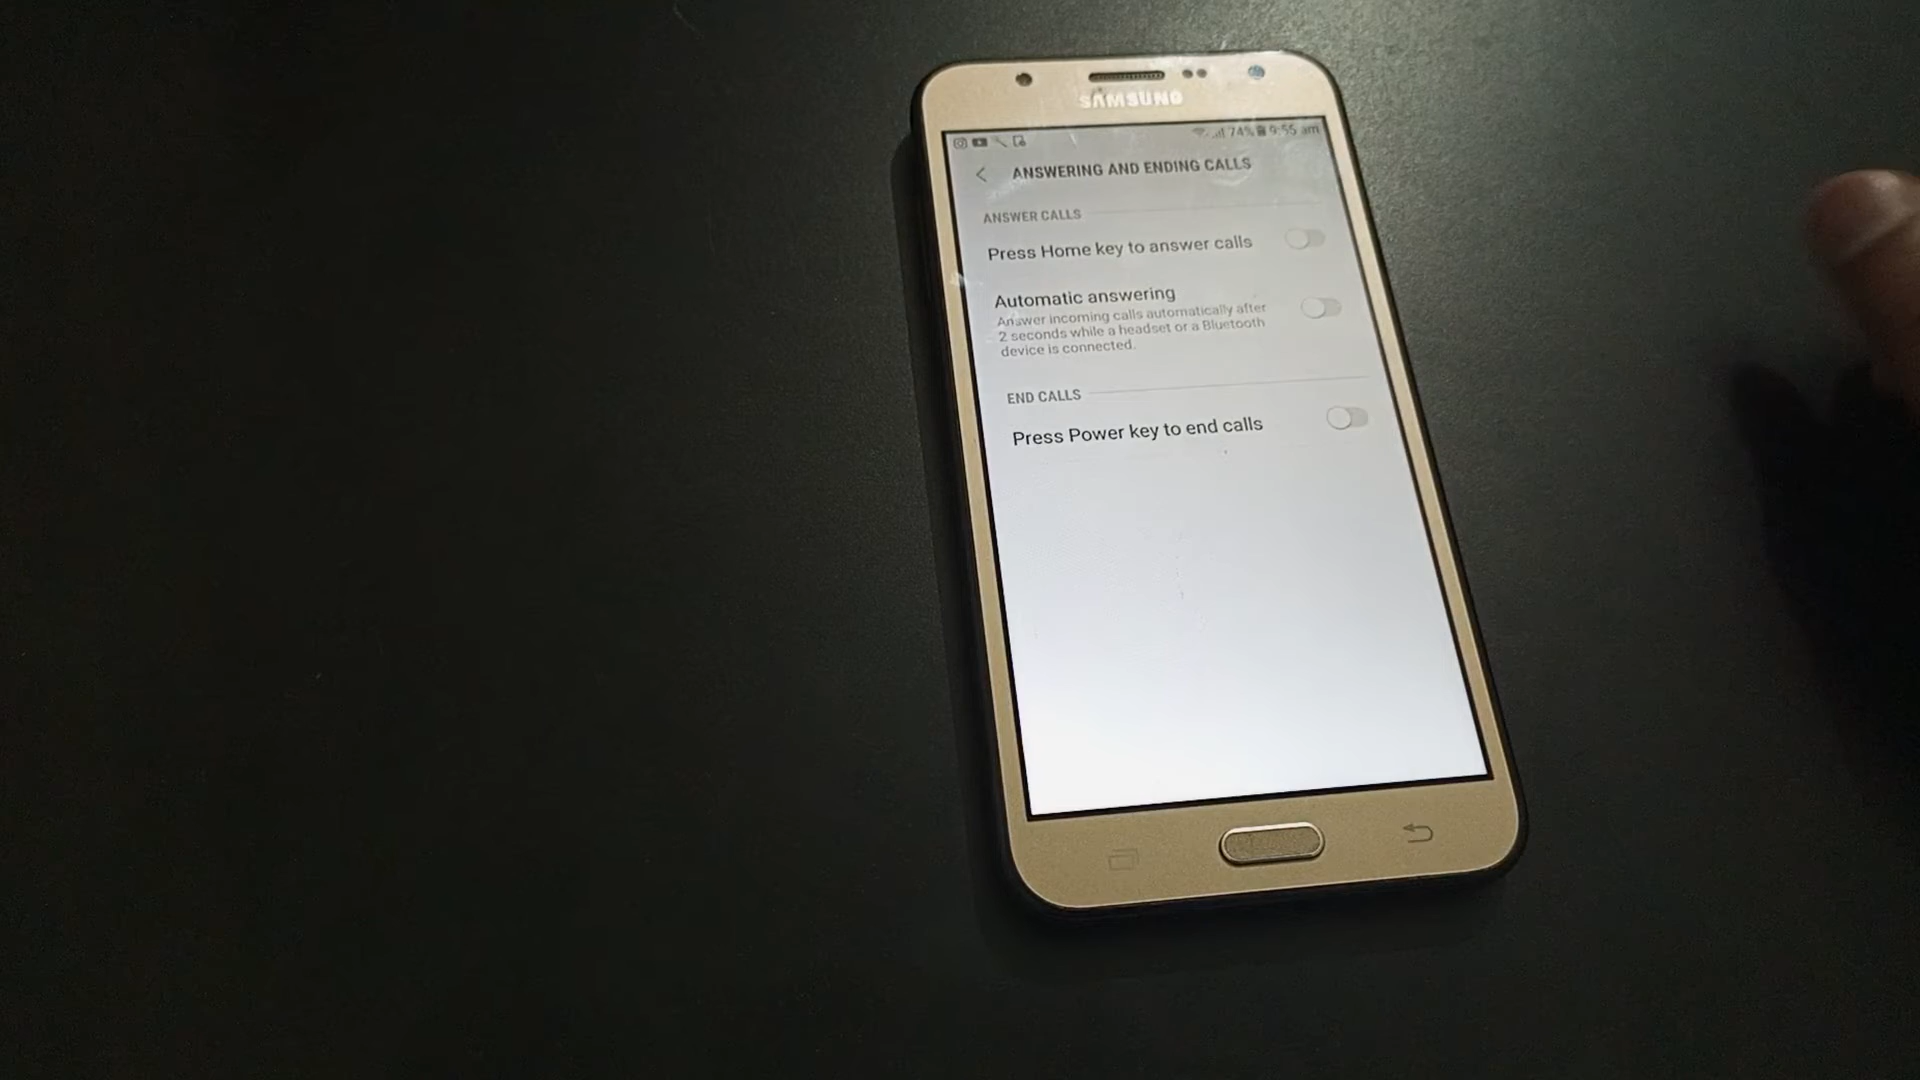 SAMSUNG
74% 9:55 am
ANSWERING AND ENDING CALLS
ANSWER CALLS
Press Home key to answer calls
Automatic answering
Answer incoming calls automatically after
2 seconds while a headset or a Bluetooth
device is connected.
END CALLS
Press Power key to end calls